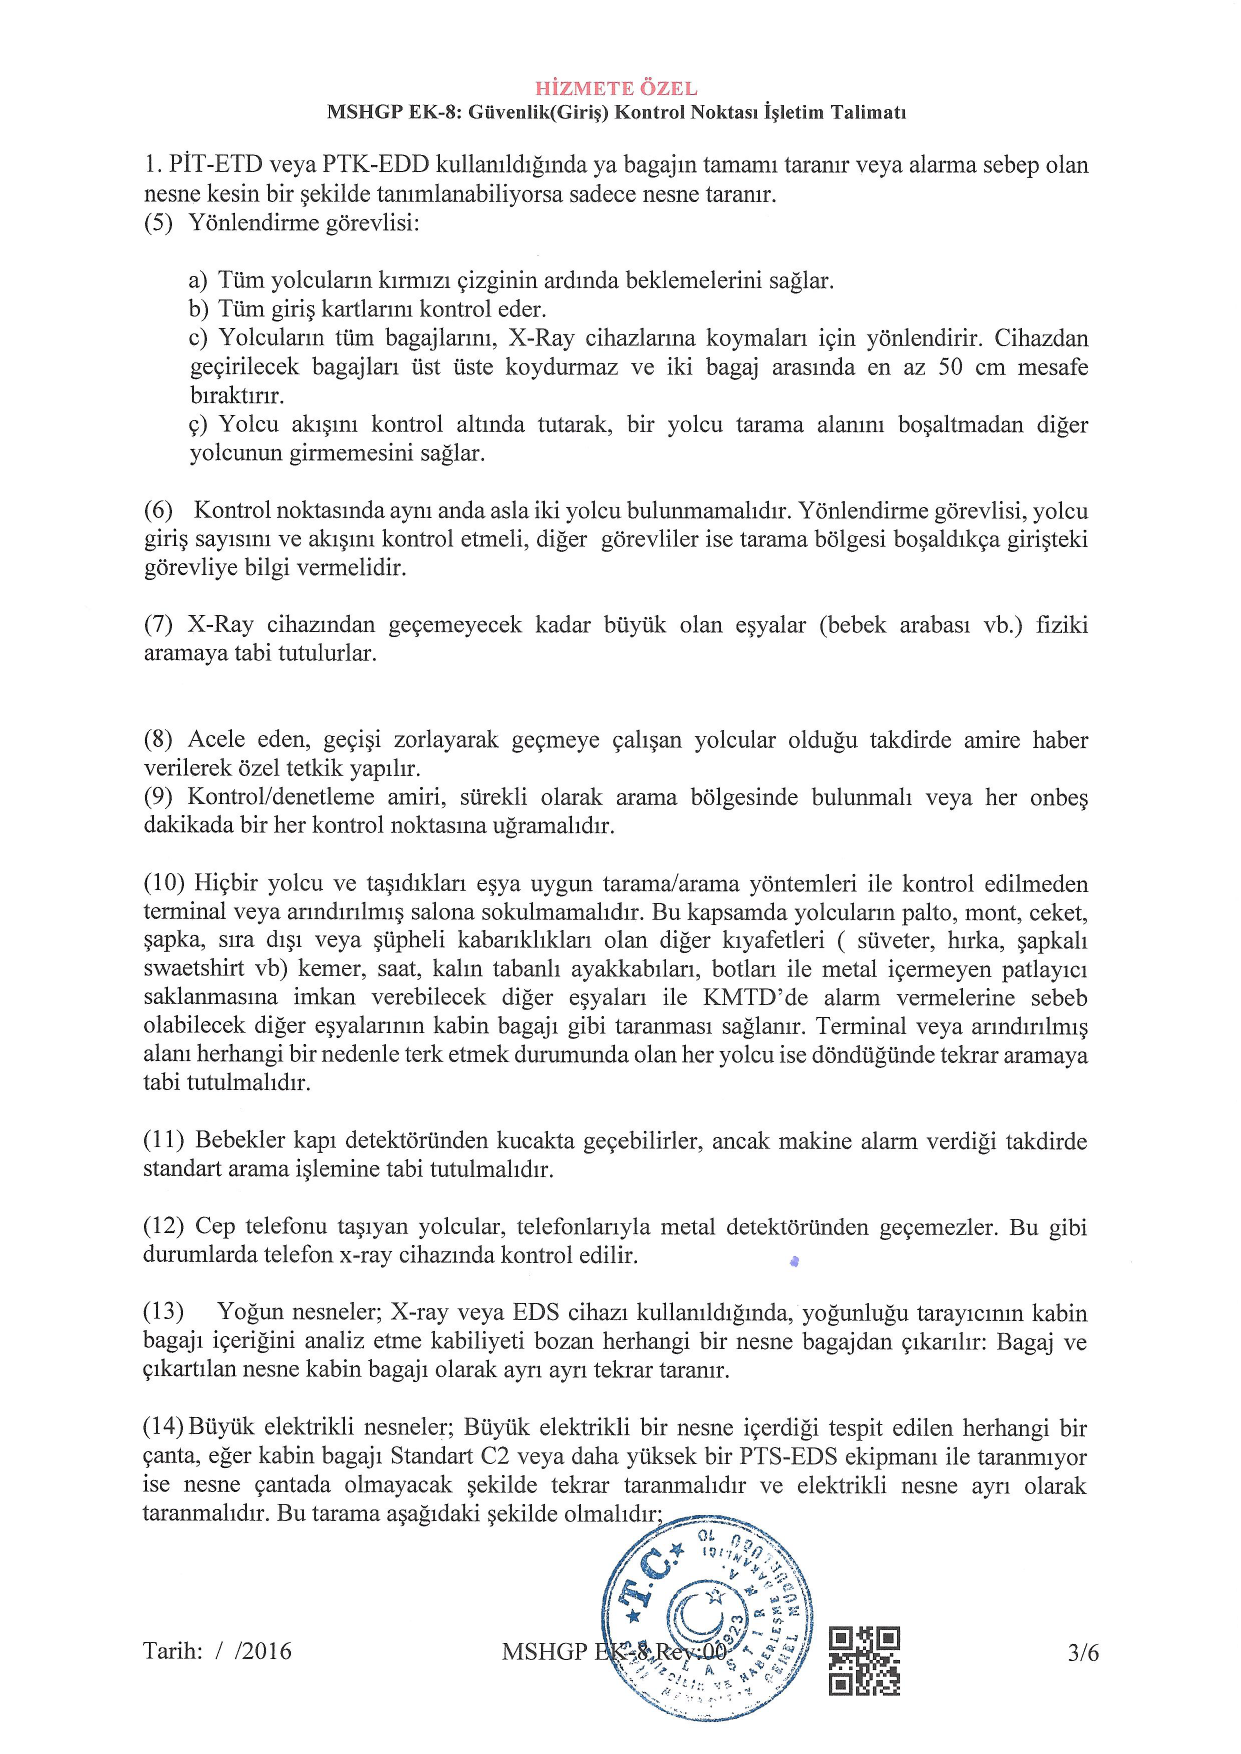 HİZMETE ÖZEL
MSHGP EK-8: Güvenlik(Giriş) Kontrol Noktası İşletim Talimatı
1. PİT-ETD veya PTK-EDD kullanıldığında ya bagajın tamamı taranır veya alarma sebep olan
nesne kesin bir şekilde tanımlanabiliyorsa sadece nesne taranır.
(5) Yönlendirme görevlisi:
a) Tüm yolcuların kırmızı çizginin ardında beklemelerini sağlar.
b) Tüm giriş kartlarını kontrol eder.
c) Yolcuların tüm bagajlarını, X-Ray cihazlarına koymaları için yönlendirir. Cihazdan
geçirilecek bagajları üst üste koydurmaz ve iki bagaj arasında en az 50 cm mesafe
bıraktırır.
ç) Yolcu akışını kontrol altında tutarak, bir yolcu tarama alanını boşaltmadan diğer
yolcunun girmemesini sağlar.
(6) Kontrol noktasında aynı anda asla iki yolcu bulunmamalıdır. Yönlendirme görevlisi, yolcu
giriş sayısını ve akışını kontrol etmeli, diğer görevliler ise tarama bölgesi boşaldıkça girişteki
görevliye bilgi vermelidir.
(7) X-Ray cihazından geçemeyecek kadar büyük olan eşyalar (bebek arabası vb.) fiziki
aramaya tabi tutulurlar.
(8) Acele eden, geçişi zorlayarak geçmeye çalışan yolcular olduğu takdirde amire haber
verilerek özel tetkik yapılır.
(9) Kontrol/denetleme amiri, sürekli olarak arama bölgesinde bulunmalı veya her onbeş
dakikada bir her kontrol noktasına uğramalıdır.
(10) Hiçbir yolcu ve taşıdıkları eşya uygun tarama/arama yöntemleri ile kontrol edilmeden
terminal veya arındırılmış salona sokulmamalıdır. Bu kapsamda yolcuların palto, mont, ceket,
şapka, sıra dışı veya şüpheli kabarıklıkları olan diğer kıyafetleri ( süveter, hırka, şapkalı
swaetshirt vb) kemer, saat, kalın tabanlı ayakkabıları, botları ile metal içermeyen patlayıcı
saklanmasına imkan verebilecek diğer eşyaları ile KMTD'de alarm vermelerine sebeb
olabilecek diğer eşyalarının kabin bagajı gibi taranması sağlanır. Terminal veya arındırılmış
alanı herhangi bir nedenle terk etmek durumunda olan her yolcu ise döndüğünde tekrar aramaya
tabi tutulmalıdır.
(11) Bebekler kapı detektöründen kucakta geçebilirler, ancak makine alarm verdiği takdirde
standart arama işlemine tabi tutulmalıdır.
(12) Cep telefonu taşıyan yolcular, telefonlarıyla metal detektöründen geçemezler. Bu gibi
durumlarda telefon x-ray cihazında kontrol edilir.
(13) Yoğun nesneler; X-ray veya EDS cihazı kullanıldığında, yoğunluğu tarayıcının kabin
bagajı içeriğini analiz etme kabiliyeti bozan herhangi bir nesne bagajdan çıkarılır: Bagaj ve
çıkartılan nesne kabin bagajı olarak ayrı ayrı tekrar taranır.
(14) Büyük elektrikli nesneler; Büyük elektrikli bir nesne içerdiği tespit edilen herhangi bir
çanta, eğer kabin bagajı Standart C2 veya daha yüksek bir PTS-EDS ekipmanı ile taranmıyor
ise nesne çantada olmayacak şekilde tekrar taranmalıdır ve elektrikli nesne ayrı olarak
taranmalıdır. Bu tarama aşağıdaki şekilde olmalıdır;
T.C.
1923
Tarih: / /2016
MSHGP EK-8 Rev:00
3/6